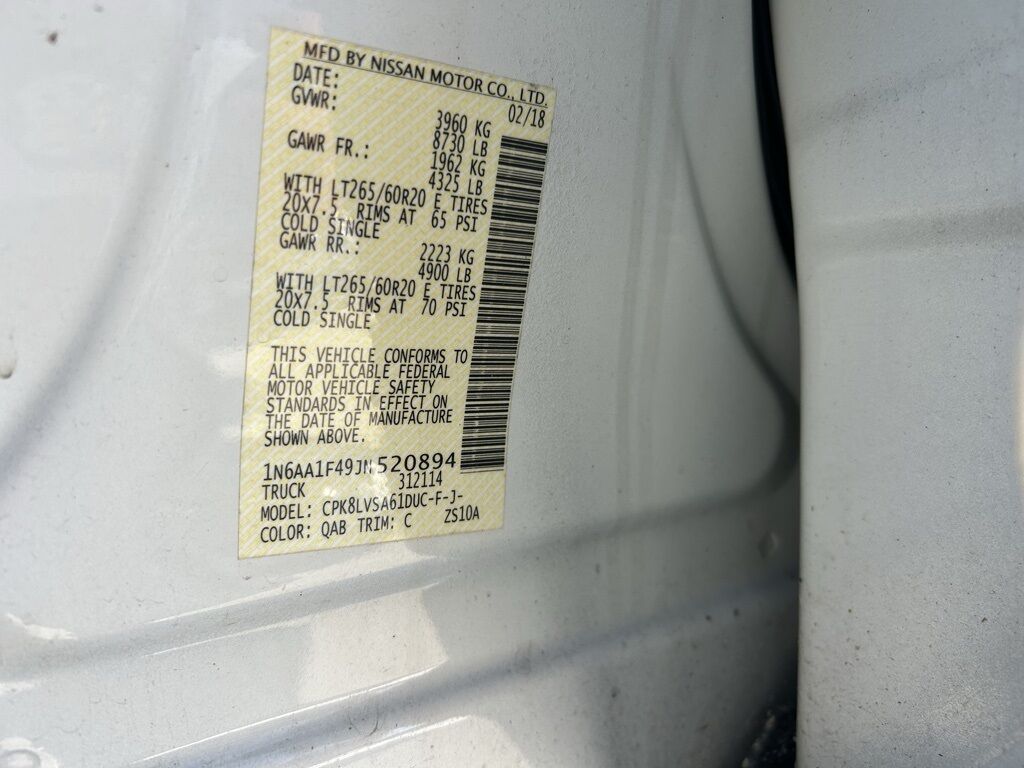 MFD BY NISSAN MOTOR CO., LTD.
DATE: 02/18
GVWR: 3960 KG
8730 LB
GAWR FR.: 1962 KG
4325 LB
WITH LT265/60R20 E TIRES
20X7.5 RIMS AT 65 PSI
COLD SINGLE
GAWR RR.: 2223 KG
4900 LB
WITH LT265/60R20 E TIRES
20X7.5 RIMS AT 70 PSI
COLD SINGLE
THIS VEHICLE CONFORMS TO
ALL APPLICABLE FEDERAL
MOTOR VEHICLE SAFETY
STANDARDS IN EFFECT ON
THE DATE OF MANUFACTURE
SHOWN ABOVE.
1N6AA1F49JN520894
TRUCK 312114
MODEL: CPK8LVSA61DUC-F-J-
COLOR: QAB TRIM: C ZS10A